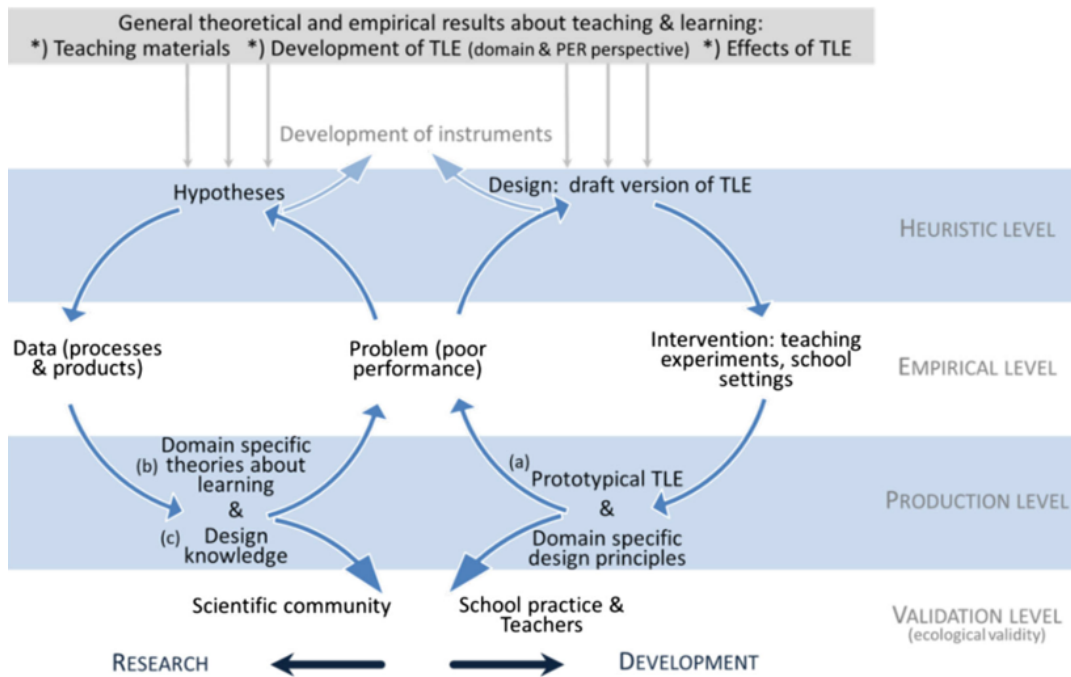 General theoretical and empirical results about teaching & learning:
*) Teaching materials *) Development of TLE (domain & PER perspective) *) Effects of TLE
Development of instruments
Hypotheses
Design: draft version of TLE
HEURISTIC LEVEL
Data (processes
& products)
Problem (poor
performance)
Intervention: teaching
experiments, school
settings
EMPIRICAL LEVEL
Domain specific
(b) theories about
learning
&
(c) Design
knowledge
(a) Prototypical TLE
&
Domain specific
design principles
PRODUCTION LEVEL
Scientific community
School practice &
Teachers
VALIDATION LEVEL
(ecological validity)
RESEARCH
DEVELOPMENT